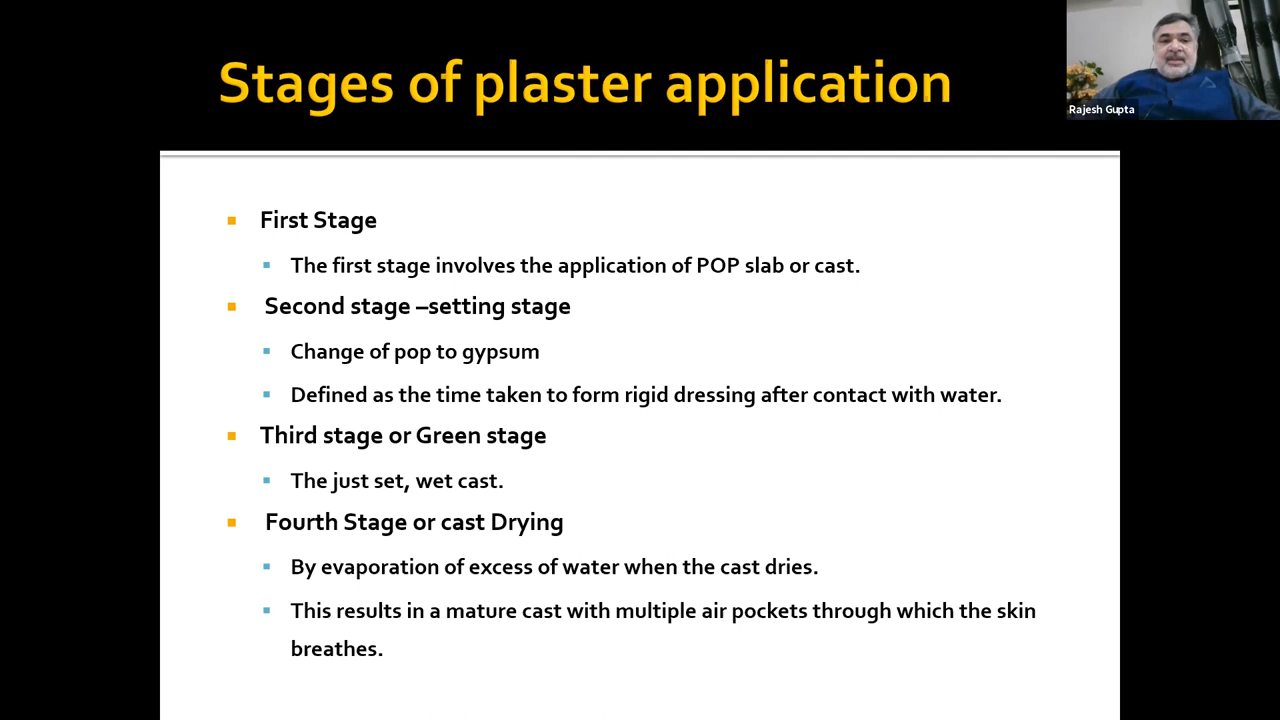 Stages of plaster application
Rajesh Gupta
First Stage
The first stage involves the application of POP slab or cast.
Second stage –setting stage
Change of pop to gypsum
Defined as the time taken to form rigid dressing after contact with water.
Third stage or Green stage
The just set, wet cast.
Fourth Stage or cast Drying
By evaporation of excess of water when the cast dries.
This results in a mature cast with multiple air pockets through which the skin
breathes.